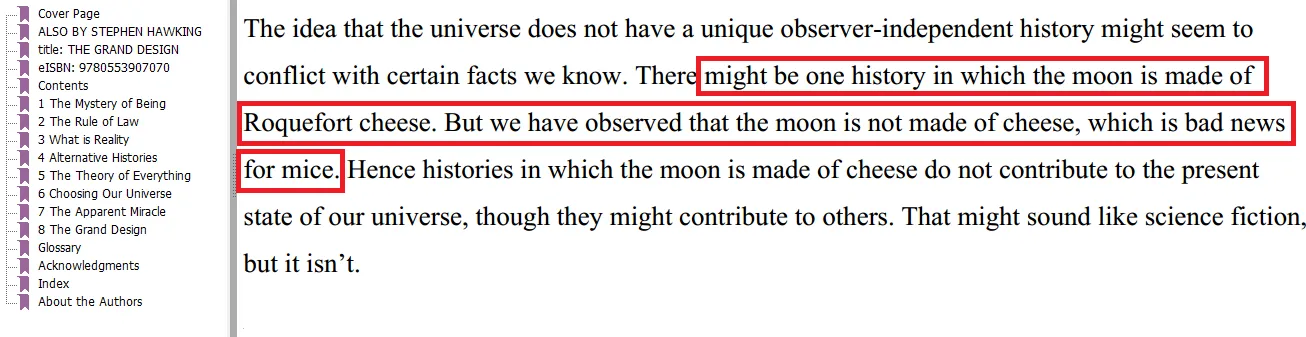 Cover Page
ALSO BY STEPHEN HAWKING
title: THE GRAND DESIGN
eISBN: 9780553907070
Contents
1 The Mystery of Being
2 The Rule of Law
3 What is Reality
4 Alternative Histories
5 The Theory of Everything
6 Choosing Our Universe
7 The Apparent Miracle
8 The Grand Design
Glossary
Acknowledgments
Index
About the Authors
The idea that the universe does not have a unique observer-independent history might seem to
conflict with certain facts we know. There might be one history in which the moon is made of
Roquefort cheese. But we have observed that the moon is not made of cheese, which is bad news
for mice. Hence histories in which the moon is made of cheese do not contribute to the present
state of our universe, though they might contribute to others. That might sound like science fiction,
but it isn’t.